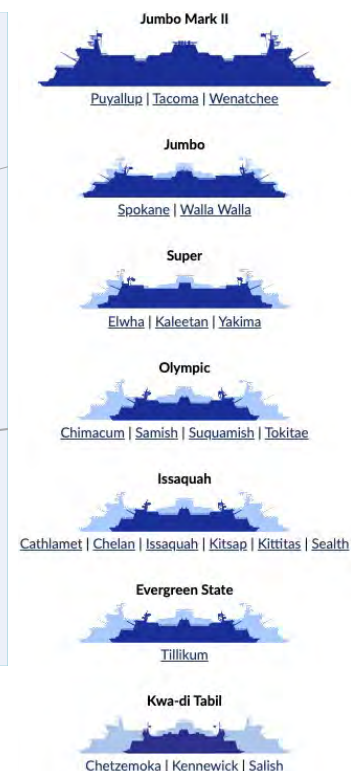 Jumbo Mark II
Puyallup | Tacoma | Wenatchee
Jumbo
Spokane | Walla Walla
Super
Elwha | Kaleetan | Yakima
Olympic
Chimacum | Samish | Suquamish | Tokitae
Issaquah
Cathlamet | Chelan | Issaquah | Kitsap | Kittitas | Sealth
Evergreen State
Tillikum
Kwa-di Tabil
Chetzemoka | Kennewick | Salish